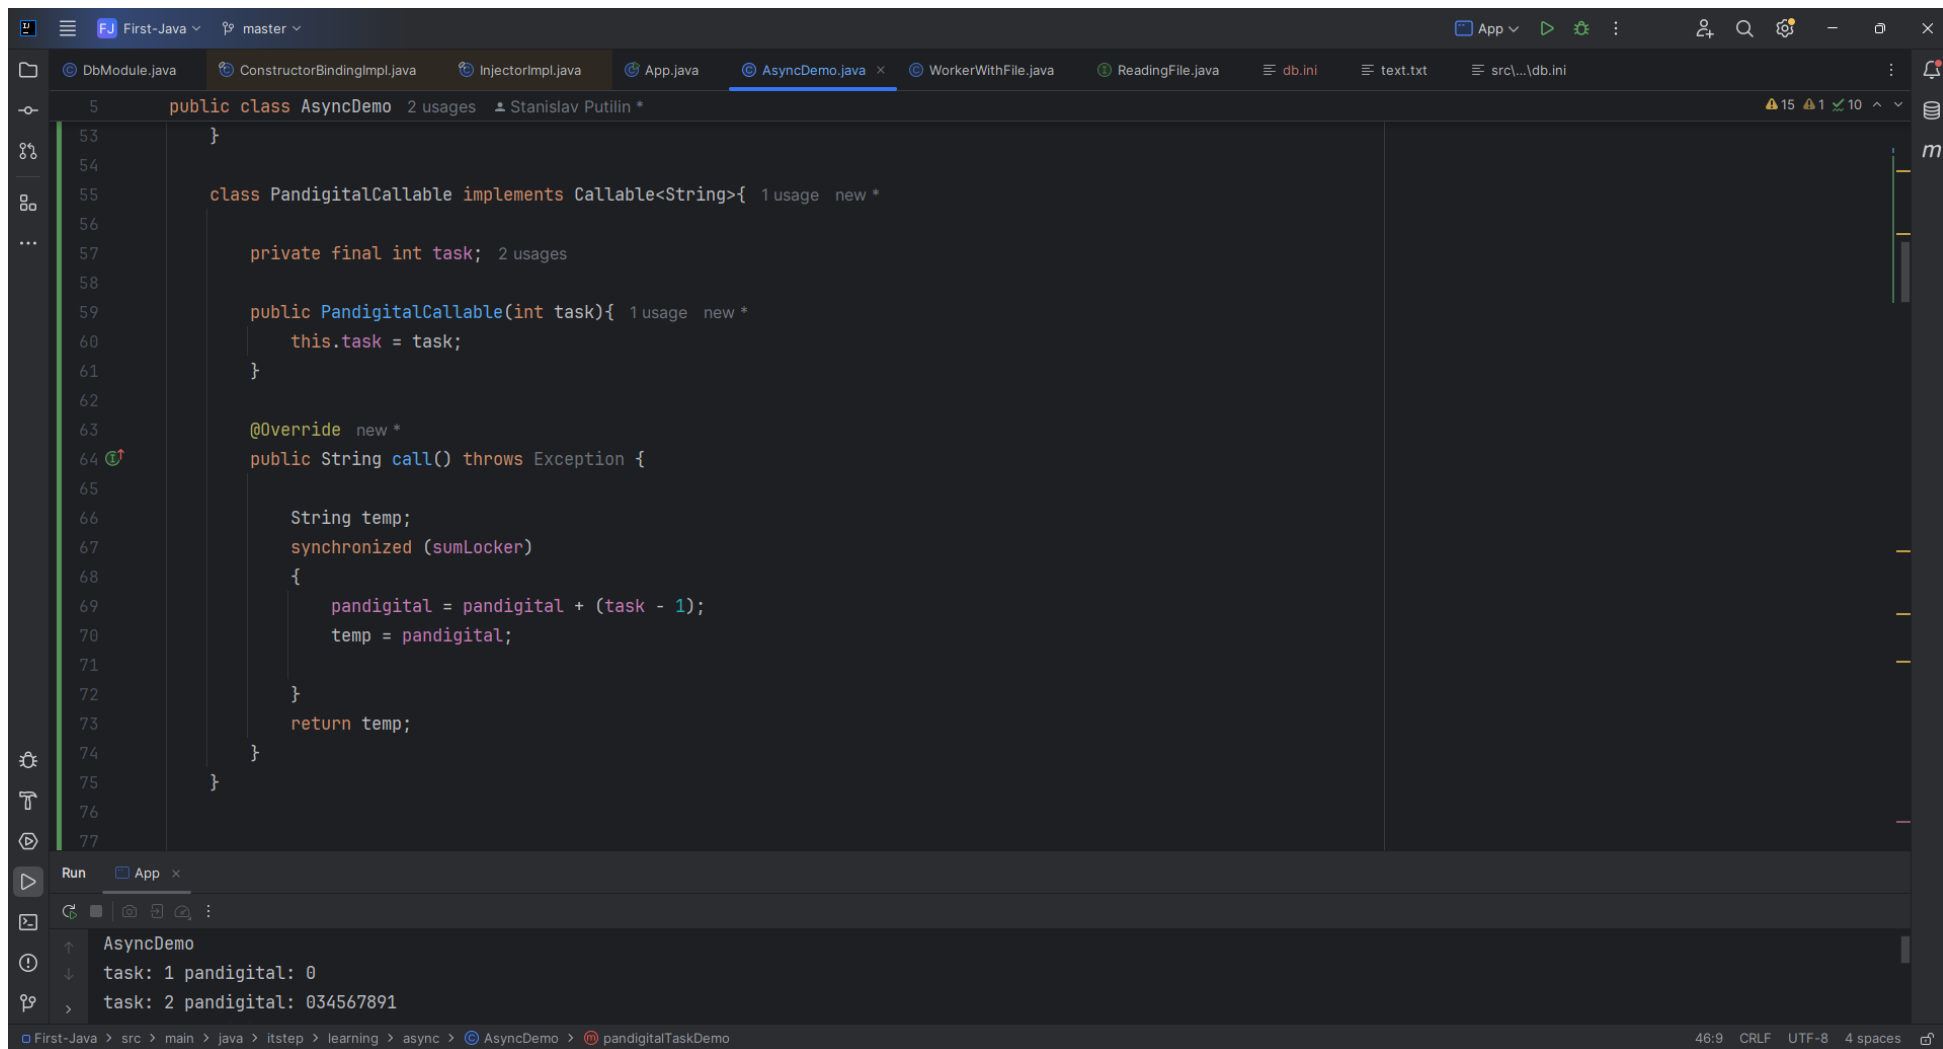 FJ First-Java master App
DbModule.java ConstructorBindingImpl.java InjectorImpl.java App.java AsyncDemo.java WorkerWithFile.java ReadingFile.java db.ini text.txt src\...\db.ini
5 public class AsyncDemo 2 usages Stanislav Putilin * 15 1 10
53 }
54
55 class PandigitalCallable implements Callable<String>{ 1 usage new *
56
57 private final int task; 2 usages
58
59 public PandigitalCallable(int task){ 1 usage new *
60 this.task = task;
61 }
62
63 @Override new *
64 public String call() throws Exception {
65
66 String temp;
67 synchronized (sumLocker)
68 {
69 pandigital = pandigital + (task - 1);
70 temp = pandigital;
71
72 }
73 return temp;
74 }
75 }
76
77
Run App
AsyncDemo
task: 1 pandigital: 0
task: 2 pandigital: 034567891
First-Java > src > main > java > itstep > learning > async > AsyncDemo > pandigitalTaskDemo 46:9 CRLF UTF-8 4 spaces